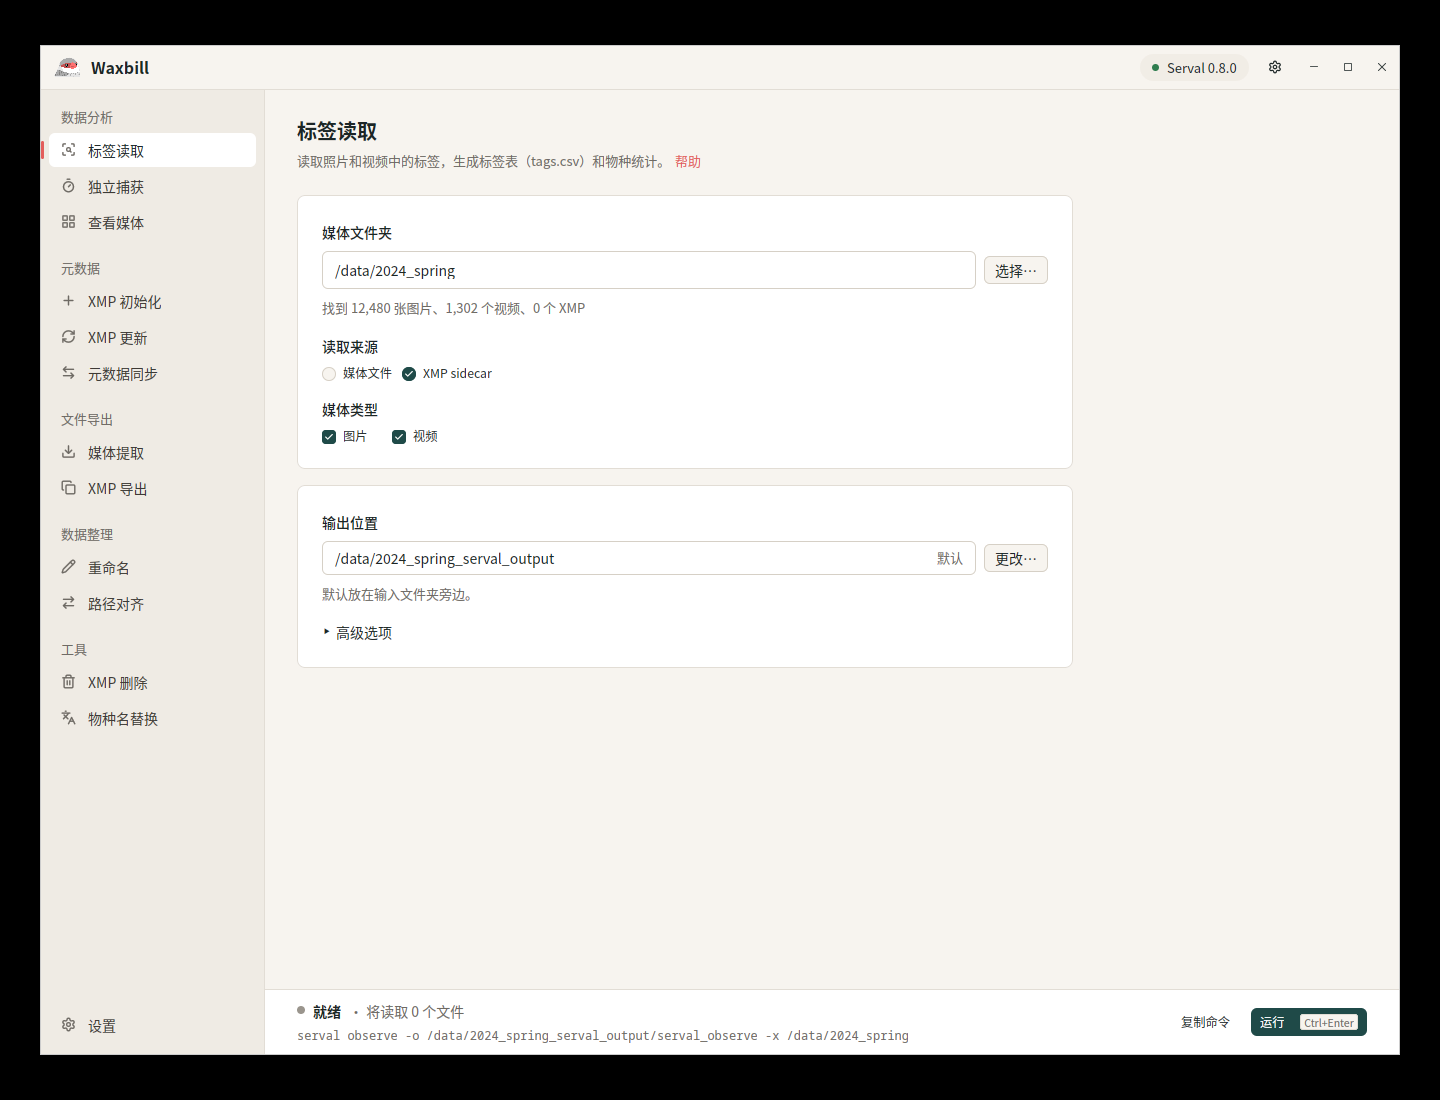 Waxbill
Serval 0.8.0
数据分析
标签读取
独立捕获
查看媒体
元数据
XMP 初始化
XMP 更新
元数据同步
文件导出
媒体提取
XMP 导出
数据整理
重命名
路径对齐
工具
XMP 删除
物种名替换
设置
标签读取
读取照片和视频中的标签，生成标签表（tags.csv）和物种统计。 帮助
媒体文件夹
/data/2024_spring 选择…
找到 12,480 张图片、1,302 个视频、0 个 XMP
读取来源
媒体文件 XMP sidecar
媒体类型
图片 视频
输出位置
/data/2024_spring_serval_output 默认 更改…
默认放在输入文件夹旁边。
高级选项
就绪 • 将读取 0 个文件
serval observe -o /data/2024_spring_serval_output/serval_observe -x /data/2024_spring
复制命令 运行 Ctrl+Enter